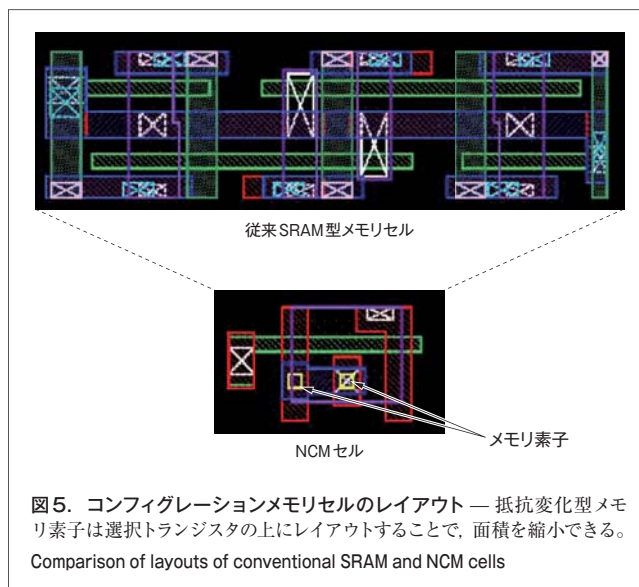 従来SRAM型メモリセル
NCMセル
メモリ素子
図5. コンフィグレーションメモリセルのレイアウト — 抵抗変化型メモ
リ素子は選択トランジスタの上にレイアウトすることで，面積を縮小できる。
Comparison of layouts of conventional SRAM and NCM cells